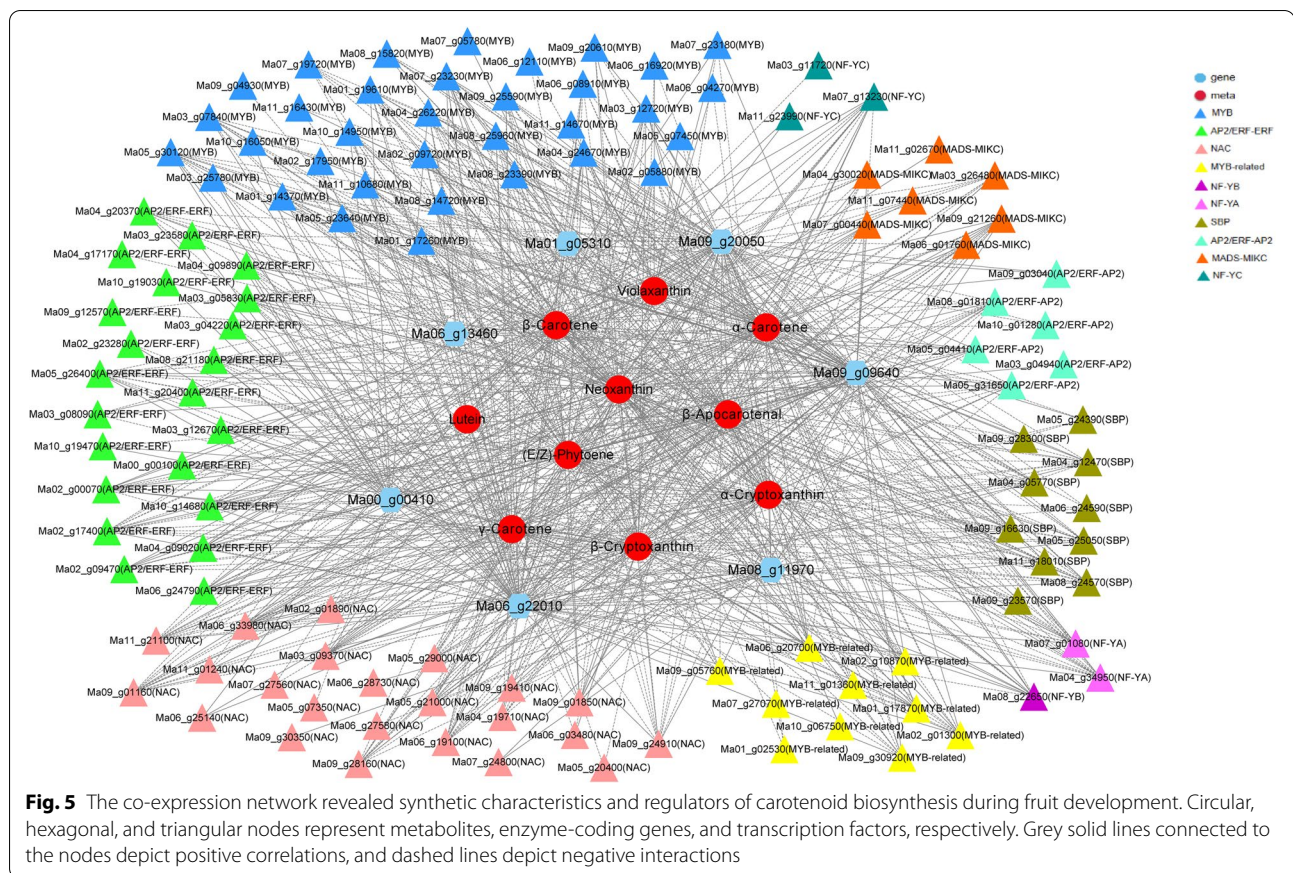 Ma07_g05780(MYB)
Ma08_g15820(MYB)
Ma09_g20610(MYB)
Ma07_g23180(MYB)
Ma07_g19720(MYB)
Ma06_g12110(MYB)
Ma06_g16920(MYB)
Ma03_g11720(NF-YC)
Ma09_g04930(MYB)
Ma01_g19610(MYB)
Ma07_g23230(MYB)
Ma06_g08910(MYB)
Ma06_g04270(MYB)
Ma07_g13230(NF-YC)
Ma11_g16430(MYB)
Ma04_g26220(MYB)
Ma09_g25590(MYB)
Ma03_g12720(MYB)
Ma03_g07840(MYB)
Ma10_g14950(MYB)
Ma11_g14670(MYB)
Ma11_g23990(NF-YC)
Ma10_g16050(MYB)
Ma08_g25960(MYB)
Ma05_g07450(MYB)
Ma05_g30120(MYB)
Ma02_g17950(MYB)
Ma02_g09720(MYB)
Ma04_g24670(MYB)
Ma11_g02670(MADS-MIKC)
Ma03_g25780(MYB)
Ma11_g10680(MYB)
Ma08_g23390(MYB)
Ma02_g05880(MYB)
Ma04_g30020(MADS-MIKC)
Ma03_g26480(MADS-MIKC)
Ma01_g14370(MYB)
Ma08_g14720(MYB)
Ma11_g07440(MADS-MIKC)
Ma05_g23640(MYB)
Ma07_g00440(MADS-MIKC)
Ma09_g21260(MADS-MIKC)
Ma01_g17260(MYB)
Ma06_g01760(MADS-MIKC)
gene
meta
MYB
AP2/ERF-ERF
NAC
MYB-related
NF-YB
NF-YA
SBP
AP2/ERF-AP2
MADS-MIKC
NF-YC
Ma04_g20370(AP2/ERF-ERF)
Ma03_g23580(AP2/ERF-ERF)
Ma04_g17170(AP2/ERF-ERF)
Ma04_g09890(AP2/ERF-ERF)
Ma10_g19030(AP2/ERF-ERF)
Ma03_g05830(AP2/ERF-ERF)
Ma09_g12570(AP2/ERF-ERF)
Ma03_g04220(AP2/ERF-ERF)
Ma02_g23280(AP2/ERF-ERF)
Ma08_g21180(AP2/ERF-ERF)
Ma05_g26400(AP2/ERF-ERF)
Ma11_g20400(AP2/ERF-ERF)
Ma03_g08090(AP2/ERF-ERF)
Ma03_g12670(AP2/ERF-ERF)
Ma10_g19470(AP2/ERF-ERF)
Ma00_g00100(AP2/ERF-ERF)
Ma02_g00070(AP2/ERF-ERF)
Ma10_g14680(AP2/ERF-ERF)
Ma02_g17400(AP2/ERF-ERF)
Ma04_g09020(AP2/ERF-ERF)
Ma02_g09470(AP2/ERF-ERF)
Ma06_g24790(AP2/ERF-ERF)
Ma01_g05310
Ma09_g20050
Violaxanthin
Ma06_g13460
β-Carotene
α-Carotene
Ma09_g09640
Neoxanthin
Lutein
β-Apocarotenal
(E/Z)-Phytoene
Ma00_g00410
α-Cryptoxanthin
γ-Carotene
β-Cryptoxanthin
Ma08_g11970
Ma06_g22010
Ma09_g03040(AP2/ERF-AP2)
Ma08_g01810(AP2/ERF-AP2)
Ma10_g01280(AP2/ERF-AP2)
Ma05_g04410(AP2/ERF-AP2)
Ma03_g04940(AP2/ERF-AP2)
Ma05_g31650(AP2/ERF-AP2)
Ma05_g24390(SBP)
Ma09_g28300(SBP)
Ma04_g12470(SBP)
Ma04_g05770(SBP)
Ma06_g24590(SBP)
Ma09_g16630(SBP)
Ma05_g25050(SBP)
Ma11_g18010(SBP)
Ma08_g24570(SBP)
Ma09_g23570(SBP)
Ma07_g01080(NF-YA)
Ma04_g34950(NF-YA)
Ma08_g22650(NF-YB)
Ma02_g01890(NAC)
Ma06_g33980(NAC)
Ma11_g21100(NAC)
Ma03_g09370(NAC)
Ma05_g29000(NAC)
Ma11_g01240(NAC)
Ma09_g01160(NAC)
Ma07_g27560(NAC)
Ma06_g28730(NAC)
Ma09_g19410(NAC)
Ma05_g07350(NAC)
Ma05_g21000(NAC)
Ma09_g01850(NAC)
Ma06_g25140(NAC)
Ma06_g27580(NAC)
Ma04_g19710(NAC)
Ma09_g30350(NAC)
Ma06_g19100(NAC)
Ma06_g03480(NAC)
Ma09_g24910(NAC)
Ma09_g28160(NAC)
Ma07_g24800(NAC)
Ma05_g20400(NAC)
Ma06_g20700(MYB-related)
Ma09_g05760(MYB-related)
Ma02_g10870(MYB-related)
Ma11_g01360(MYB-related)
Ma07_g27070(MYB-related)
Ma01_g17870(MYB-related)
Ma10_g06750(MYB-related)
Ma02_g01300(MYB-related)
Ma01_g02530(MYB-related)
Ma09_g30920(MYB-related)
Fig. 5 The co-expression network revealed synthetic characteristics and regulators of carotenoid biosynthesis during fruit development. Circular,
hexagonal, and triangular nodes represent metabolites, enzyme-coding genes, and transcription factors, respectively. Grey solid lines connected to
the nodes depict positive correlations, and dashed lines depict negative interactions